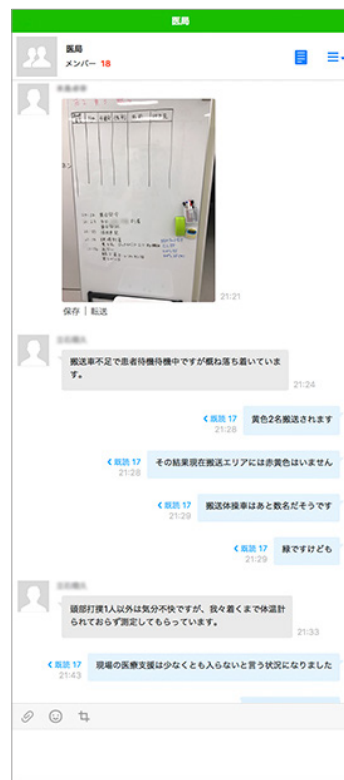 医局
医局
メンバー 18
21:21
保存 | 転送
搬送車不足で患者待機待機中ですが概ね落ち着いていま
す。
21:24
既読 17
21:28
黄色2名搬送されます
既読 17
21:28
その結果現在搬送エリアには赤黄色はいません
既読 17
21:29
搬送体操車はあと数名だそうです
既読 17
21:29
緑ですけども
頭部打撲1人以外は気分不快ですが、我々着くまで体温計
られておらず測定してもらっています。
21:33
既読 17
21:43
現場の医療支援は少なくとも入らないと言う状況になりました